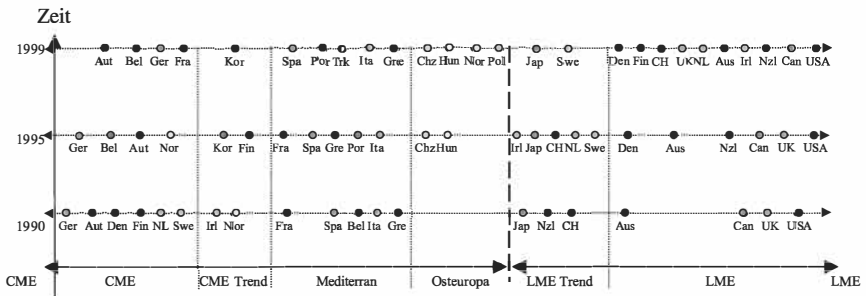 Zeit
1999
Aut Bel Ger Fra Kor Spa Por Trk Ita Gre Chz Hun Nor Pol Jap Swe Den Fin CH UK NL Aus Irl Nzl Can USA
1995
Ger Bel Aut Nor Kor Fin Fra Spa Gre Por Ita Chz Hun Irl Jap CH NL Swe Den Aus Nzl Can UK USA
1990
Ger Aut Den Fin NL Swe Irl Nor Fra Spa Bel Ita Gre Jap Nzl CH Aus Can UK USA
CME CME CME Trend Mediterran Osteuropa LME Trend LME LME